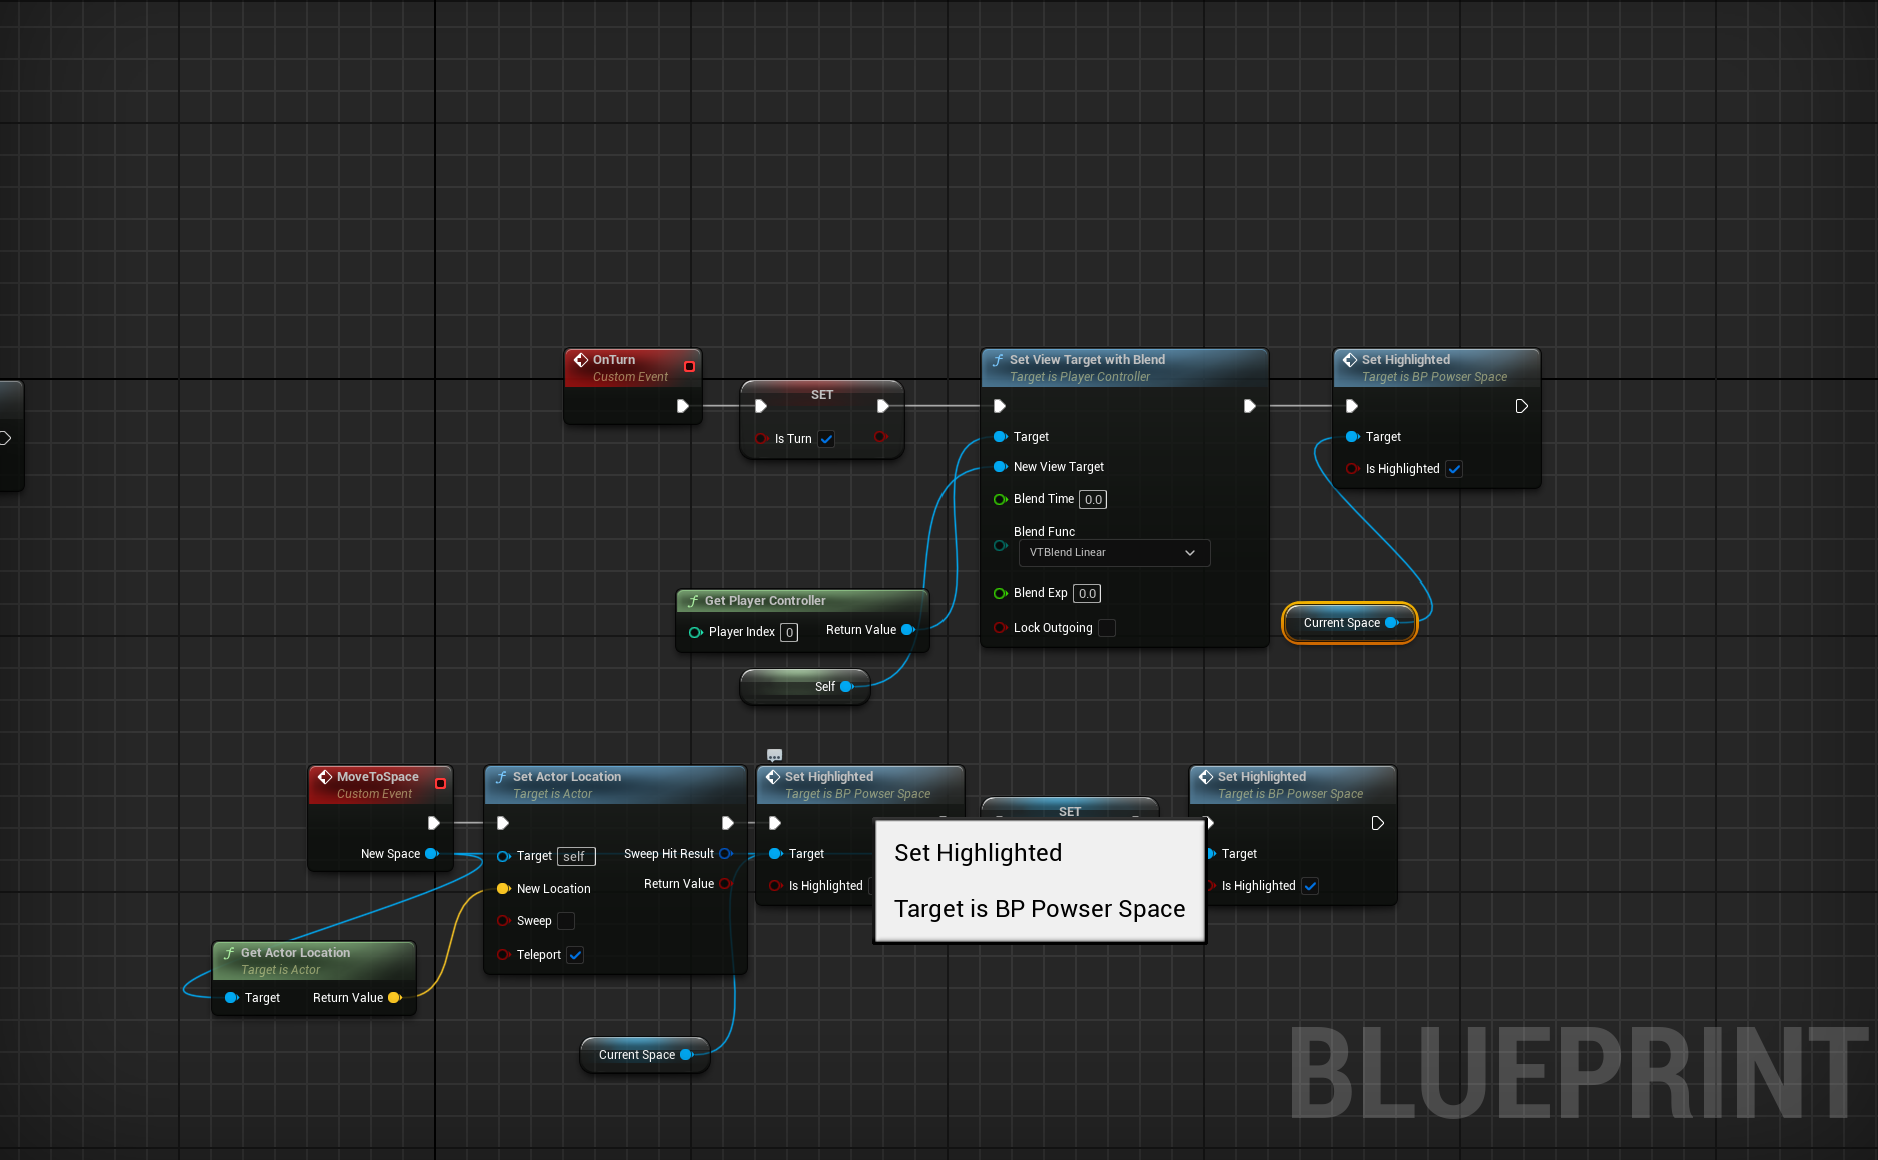 OnTurn
Custom Event
SET
Is Turn
Set View Target with Blend
Target is Player Controller
Target
New View Target
Blend Time 0.0
Blend Func
VTBlend Linear
Blend Exp 0.0
Lock Outgoing
Set Highlighted
Target is BP Powser Space
Target
Is Highlighted
Get Player Controller
Player Index 0
Return Value
Self
Current Space
MoveToSpace
Custom Event
New Space
Set Actor Location
Target is Actor
Target self
Sweep Hit Result
New Location
Return Value
Sweep
Teleport
Set Highlighted
Target is BP Powser Space
Target
Is Highlighted
SET
Set Highlighted
Target is BP Powser Space
Set Highlighted
Target is BP Powser Space
Target
Is Highlighted
Get Actor Location
Target is Actor
Target
Return Value
Current Space
BLUEPRINT